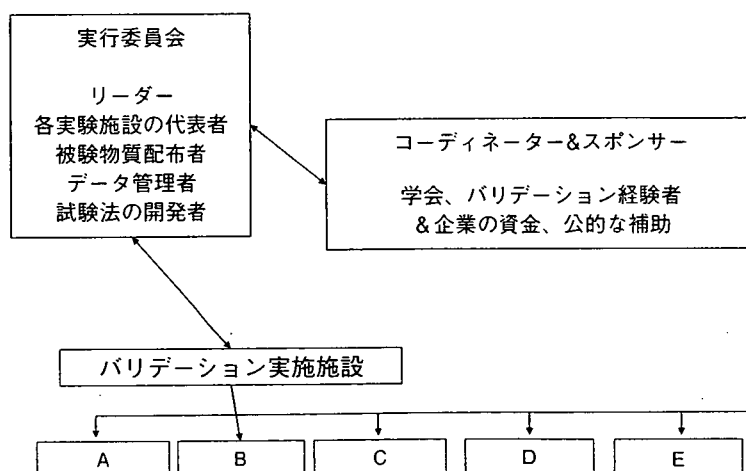 実行委員会
リーダー
各実験施設の代表者
被験物質配布者
データ管理者
試験法の開発者
コーディネーター&スポンサー
学会、バリデーション経験者
&企業の資金、公的な補助
バリデーション実施施設
A
B
C
D
E